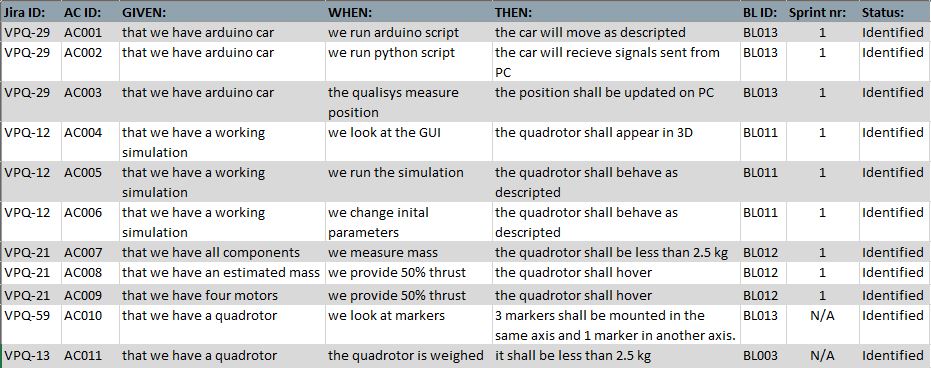 Jira ID: AC ID: GIVEN: WHEN: THEN: BL ID: Sprint nr: Status:
VPQ-29 AC001 that we have arduino car we run arduino script the car will move as descripted BL013 1 Identified
VPQ-29 AC002 that we have arduino car we run python script the car will recieve signals sent from BL013 1 Identified
PC
VPQ-29 AC003 that we have arduino car the qualisys measure the position shall be updated on PC BL013 1 Identified
position
VPQ-12 AC004 that we have a working we look at the GUI the quadrotor shall appear in 3D BL011 1 Identified
simulation
VPQ-12 AC005 that we have a working we run the simulation the quadrotor shall behave as BL011 1 Identified
simulation descripted
VPQ-12 AC006 that we have a working we change inital the quadrotor shall behave as BL011 1 Identified
simulation parameters descripted
VPQ-21 AC007 that we have all components we measure mass the quadrotor shall be less than 2.5 kg BL012 1 Identified
VPQ-21 AC008 that we have an estimated mass we provide 50% thrust the quadrotor shall hover BL012 1 Identified
VPQ-21 AC009 that we have four motors we provide 50% thrust the quadrotor shall hover BL012 1 Identified
VPQ-59 AC010 that we have a quadrotor we look at markers 3 markers shall be mounted in the BL013 N/A Identified
same axis and 1 marker in another axis.
VPQ-13 AC011 that we have a quadrotor the quadrotor is weighed it shall be less than 2.5 kg BL003 N/A Identified